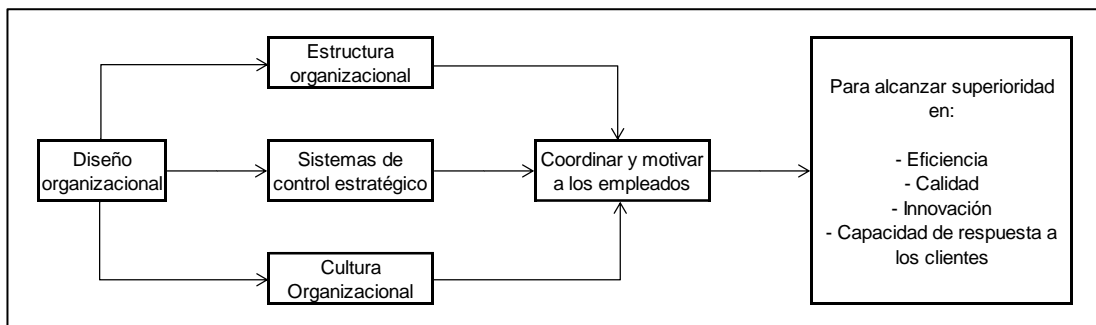 Diseño
organizacional
Estructura
organizacional
Sistemas de
control estratégico
Cultura
Organizacional
Coordinar y motivar
a los empleados
Para alcanzar superioridad
en:
- Eficiencia
- Calidad
- Innovación
- Capacidad de respuesta a
los clientes